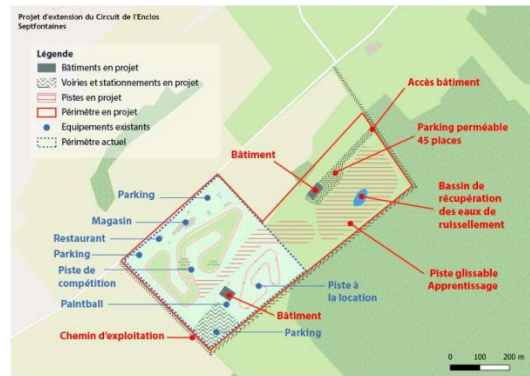 Projet d'extension du Circuit de l'Enclos
Septfontaines
Légende
Bâtiments en projet
Voiries et stationnements en projet
Pistes en projet
Périmètre en projet
Equipements existants
Périmètre actuel
Accès bâtiment
Parking perméable
45 places
Bâtiment
Bassin de
récupération
des eaux de
ruissellement
Parking
Magasin
Restaurant
Parking
Piste de
compétition
Paintball
Chemin d'exploitation
Piste à
la location
Bâtiment
Parking
Piste glissable
Apprentissage
0 100 200 m